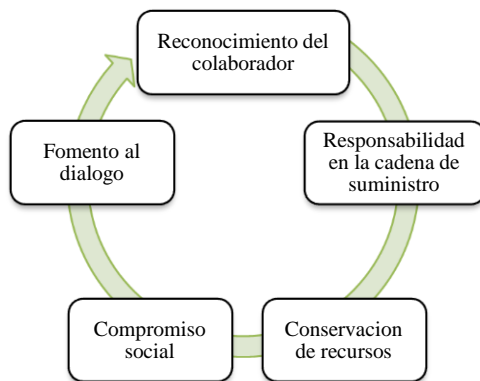 Reconocimiento del
colaborador
Responsabilidad
en la cadena de
suministro
Conservacion
de recursos
Compromiso
social
Fomento al
dialogo